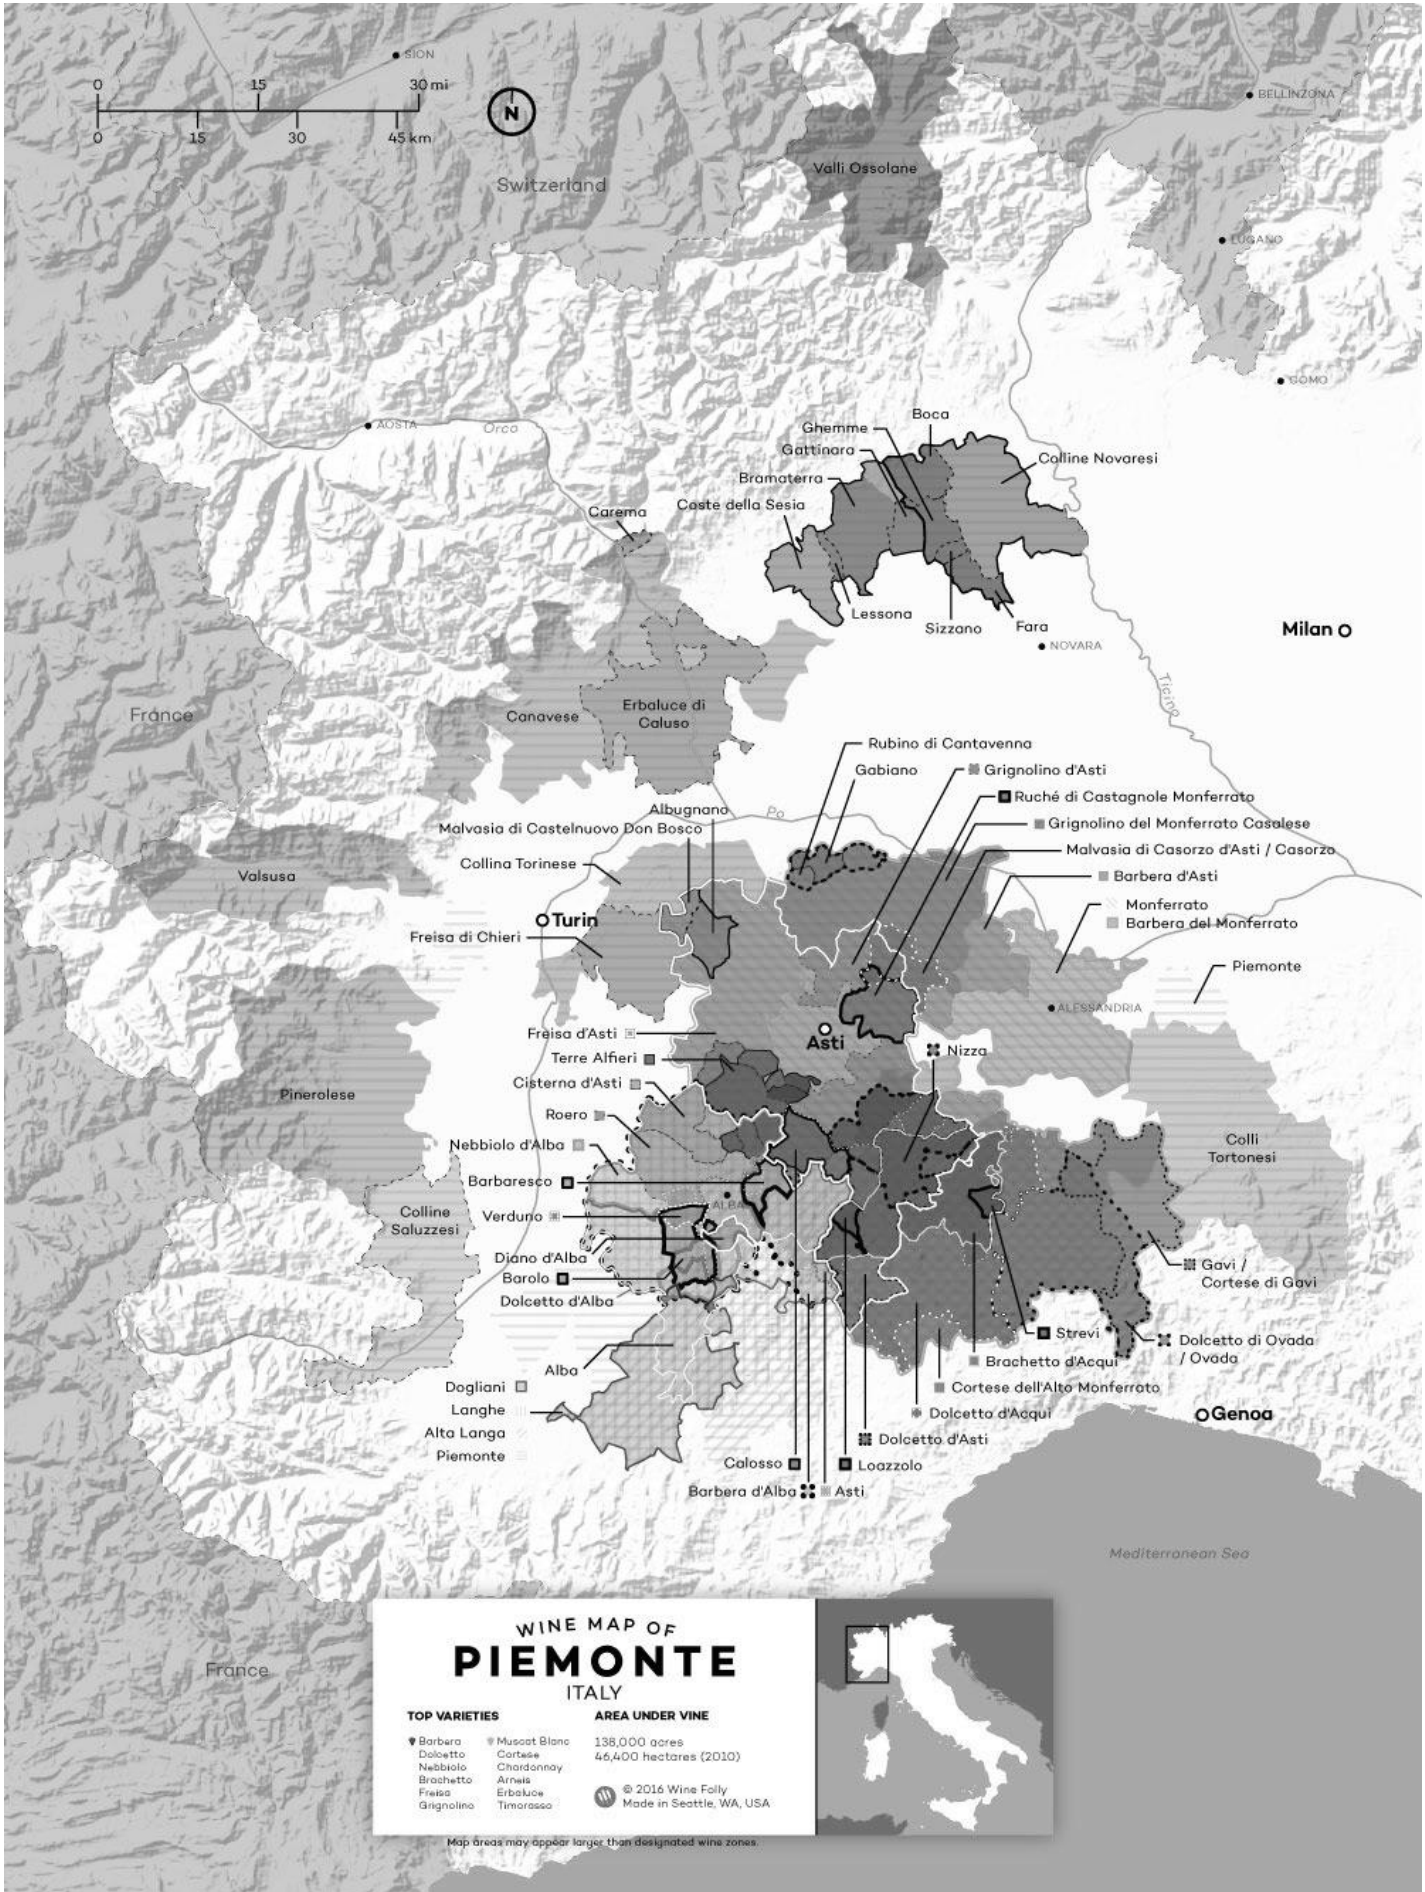 SION
0 15 30 mi
0 15 30 45 km
N
BELLINZONA
Switzerland
Valli Ossolane
LUGANO
COMO
AOSTA
Orco
Boca
Ghemme
Gattinara
Colline Novaresi
Bramaterra
Coste della Sesia
Carema
Lessona
Sizzano
Fara
Milan
NOVARA
Ticino
France
Canavese
Erbaluce di
Caluso
Rubino di Cantavenna
Gabiano
Grignolino d'Asti
Ruché di Castagnole Monferrato
Albugnano
Po
Grignolino del Monferrato Casalese
Malvasia di Castelnuovo Don Bosco
Malvasia di Casorzo d'Asti / Casorzo
Collina Torinese
Valsusa
Barbera d'Asti
Monferrato
Barbera del Monferrato
Turin
Freisa di Chieri
Piemonte
ALESSANDRIA
Freisa d'Asti
Asti
Nizza
Terre Alfieri
Cisterna d'Asti
Pinerolese
Roero
Nebbiolo d'Alba
Colli
Tortonesi
Barbaresco
ALBA
Verduno
Colline
Saluzzesi
Diano d'Alba
Barolo
Dolcetto d'Alba
Gavi /
Cortese di Gavi
Strevi
Dolcetto di Ovada
/ Ovada
Brachetto d'Acqui
Alba
Dogliani
Cortese dell'Alto Monferrato
Langhe
Dolcetto d'Acqui
Genoa
Alta Langa
Dolcetto d'Asti
Piemonte
Calosso
Loazzolo
Barbera d'Alba
Asti
Mediterranean Sea
France
WINE MAP OF
PIEMONTE
ITALY
TOP VARIETIES
Barbera
Dolcetto
Nebbiolo
Brachetto
Freisa
Grignolino
Muscat Blanc
Cortese
Chardonnay
Arneis
Erbaluce
Timorasso
AREA UNDER VINE
138,000 acres
46,400 hectares (2010)
© 2016 Wine Folly
Made in Seattle, WA, USA
Map areas may appear larger than designated wine zones.